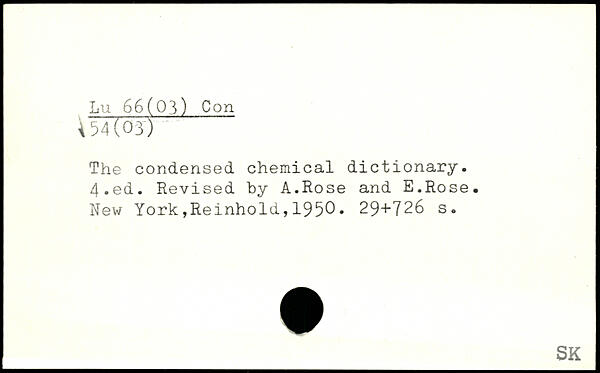 Lu 66(03) Con
54(03)
The condensed chemical dictionary.
4.ed. Revised by A.Rose and E.Rose.
New York,Reinhold,1950. 29+726 s.
SK